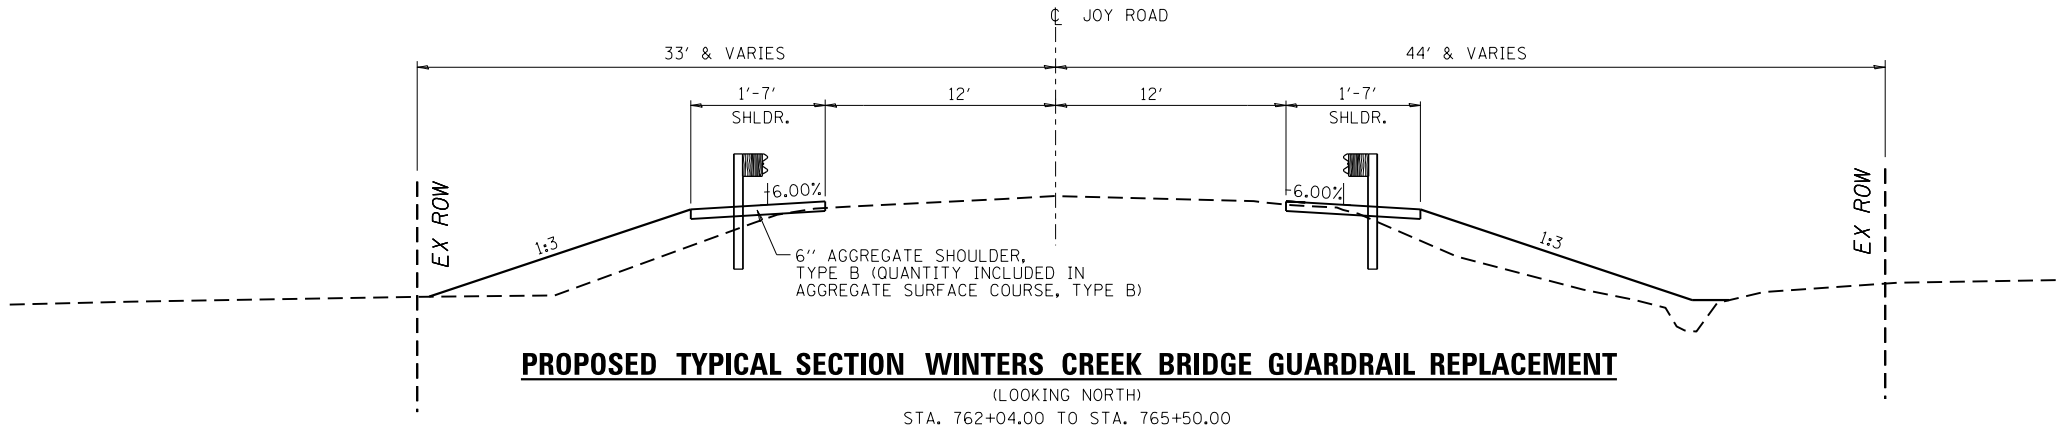 ℄ JOY ROAD
33' & VARIES
44' & VARIES
1'-7'
12'
12'
1'-7'
SHLDR.
SHLDR.
6.00%
-6.00%
EX ROW
EX ROW
1:3
1:3
6'' AGGREGATE SHOULDER,
TYPE B (QUANTITY INCLUDED IN
AGGREGATE SURFACE COURSE, TYPE B)
PROPOSED TYPICAL SECTION WINTERS CREEK BRIDGE GUARDRAIL REPLACEMENT
(LOOKING NORTH)
STA. 762+04.00 TO STA. 765+50.00